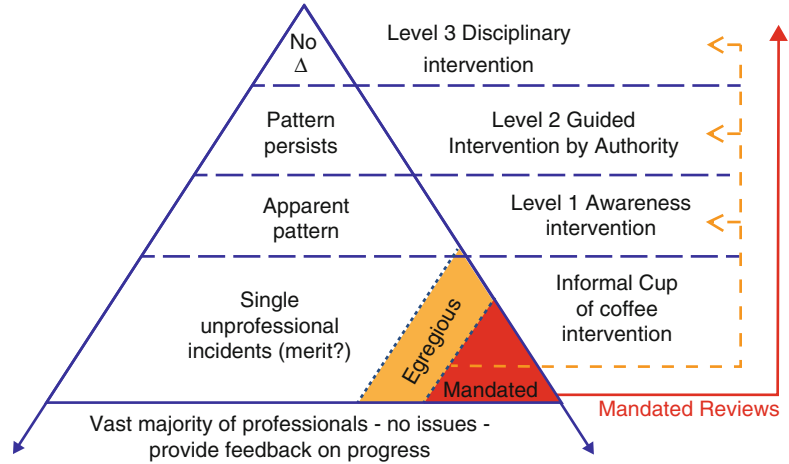 No
Δ
Level 3 Disciplinary
intervention
Pattern
persists
Level 2 Guided
Intervention by Authority
Apparent
pattern
Level 1 Awareness
intervention
Single
unprofessional
incidents (merit?)
Egregious
Mandated
Informal Cup
of coffee
intervention
Mandated Reviews
Vast majority of professionals - no issues -
provide feedback on progress